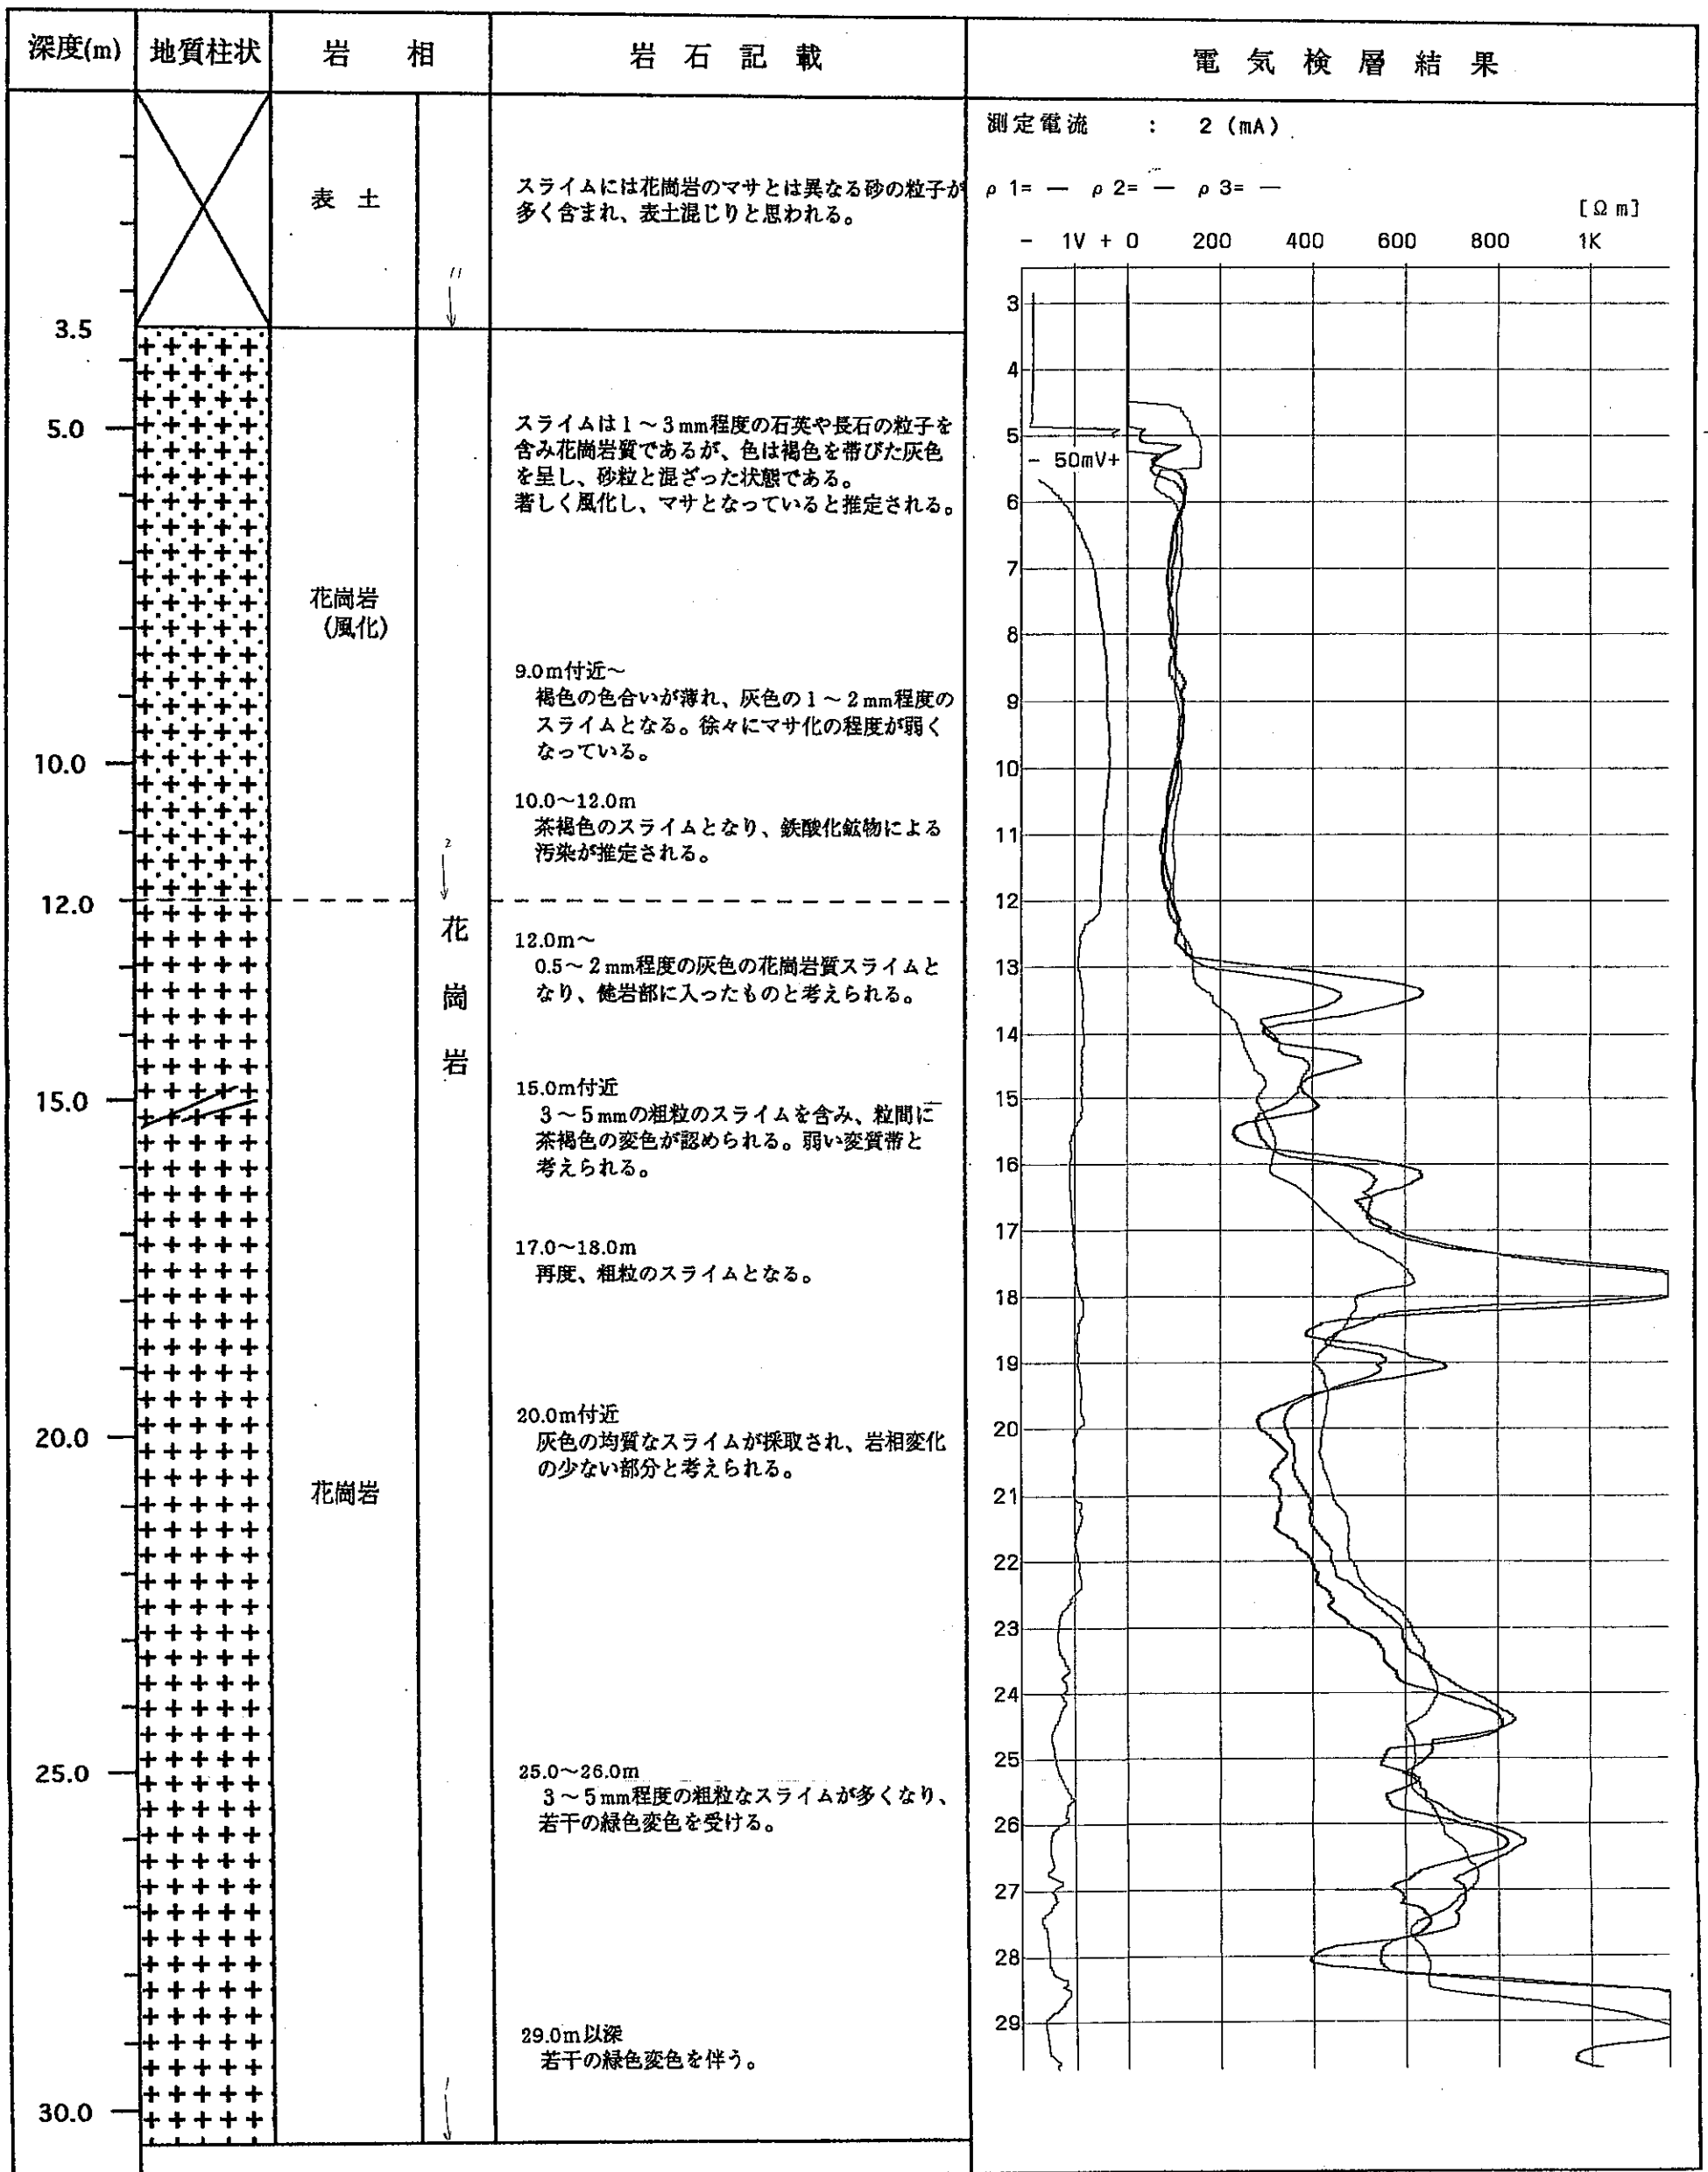 深度(m) 地質柱状 岩 相 岩 石 記 載 電 気 検 層 結 果
測定電流 : 2 (mA)
ρ 1= — ρ 2= — ρ 3= —
[Ω m]
- 1V + 0 200 400 600 800 1K
表 土
スライムには花崗岩のマサとは異なる砂の粒子が
多く含まれ、表土混じりと思われる。
11
3.5
5.0
スライムは1～3mm程度の石英や長石の粒子を
含み花崗岩質であるが、色は褐色を帯びた灰色
を呈し、砂粒と混ざった状態である。
著しく風化し、マサとなっていると推定される。
花崗岩
(風化)
9.0m付近～
褐色の色合いが薄れ、灰色の1～2mm程度の
スライムとなる。徐々にマサ化の程度が弱く
なっている。
10.0
10.0～12.0m
茶褐色のスライムとなり、鉄酸化鉱物による
汚染が推定される。
2
12.0
花
崗
岩
12.0m～
0.5～2mm程度の灰色の花崗岩質スライムと
なり、健岩部に入ったものと考えられる。
15.0
15.0m付近
3～5mmの粗粒のスライムを含み、粒間に
茶褐色の変色が認められる。弱い変質帯と
考えられる。
17.0～18.0m
再度、粗粒のスライムとなる。
20.0
20.0m付近
灰色の均質なスライムが採取され、岩相変化
の少ない部分と考えられる。
花崗岩
25.0
25.0～26.0m
3～5mm程度の粗粒なスライムが多くなり、
若干の緑色変色を受ける。
29.0m以深
若干の緑色変色を伴う。
1
30.0
3
4
5
- 50mV+
6
7
8
9
10
11
12
13
14
15
16
17
18
19
20
21
22
23
24
25
26
27
28
29